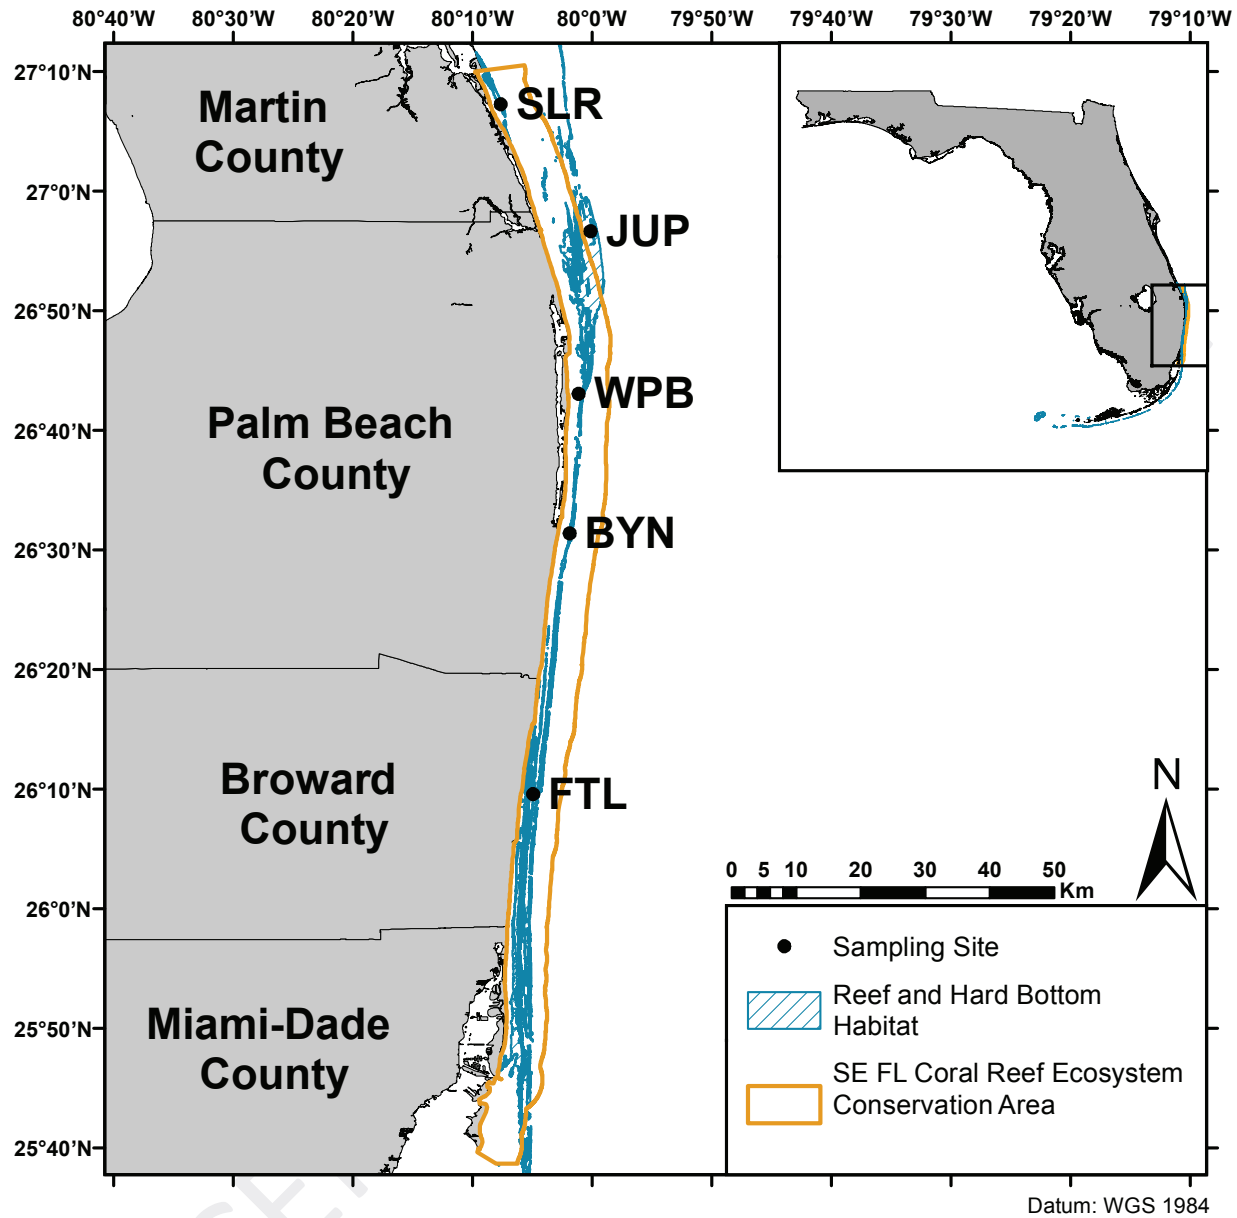 80°40'W 80°30'W 80°20'W 80°10'W 80°0'W 79°50'W 79°40'W 79°30'W 79°20'W 79°10'W
27°10'N
27°0'N
26°50'N
26°40'N
26°30'N
26°20'N
26°10'N
26°0'N
25°50'N
25°40'N
Martin
County
SLR
JUP
Palm Beach
County
WPB
BYN
Broward
County
FTL
Miami-Dade
County
N
0 5 10 20 30 40 50
Km
Sampling Site
Reef and Hard Bottom
Habitat
SE FL Coral Reef Ecosystem
Conservation Area
Datum: WGS 1984